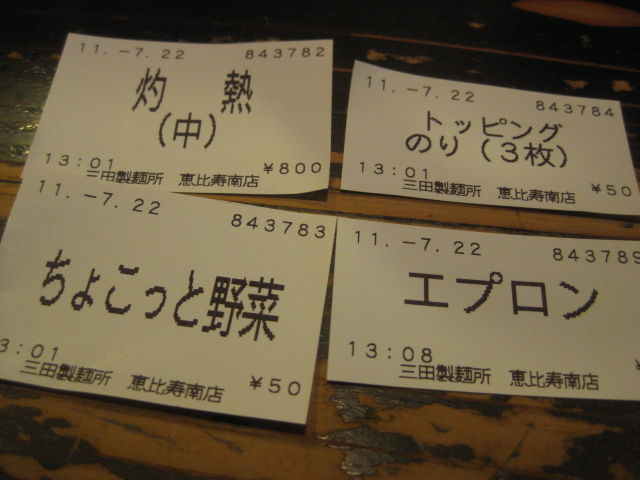 11.-7.22 843782
灼 熱
(中)
13:01 ¥800
三田製麺所 恵比寿南店
11.-7.22 843784
トッピング
のり(3枚)
13:01 ¥50
三田製麺所 恵比寿南店
11.-7.22 843783
ちょこっと野菜
3:01
三田製麺所 恵比寿南店 ¥50
11.-7.22 843789
エプロン
13:08 ¥
三田製麺所 恵比寿南店